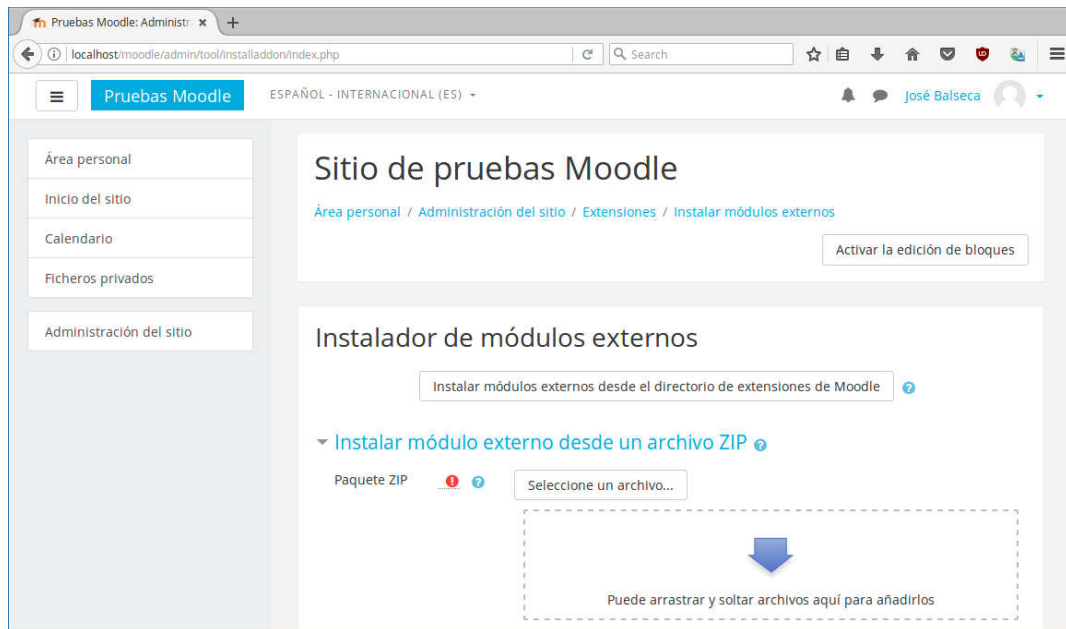 Pruebas Moodle: Administr
localhost/moodle/admin/tool/installaddon/index.php
Search
Pruebas Moodle
ESPAÑOL - INTERNACIONAL (ES)
José Balseca
Área personal
Inicio del sitio
Calendario
Ficheros privados
Administración del sitio
Sitio de pruebas Moodle
Área personal / Administración del sitio / Extensiones / Instalar módulos externos
Activar la edición de bloques
Instalador de módulos externos
Instalar módulos externos desde el directorio de extensiones de Moodle
Instalar módulo externo desde un archivo ZIP
Paquete ZIP
Seleccione un archivo...
Puede arrastrar y soltar archivos aquí para añadirlos